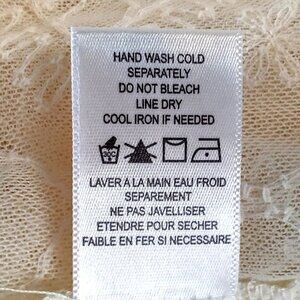 HAND WASH COLD
SEPARATELY
DO NOT BLEACH
LINE DRY
COOL IRON IF NEEDED
LAVER A LA MAIN EAU FROID
SEPAREMENT
NE PAS JAVELLISER
ETENDRE POUR SECHER
FAIBLE EN FER SI NECESSAIRE